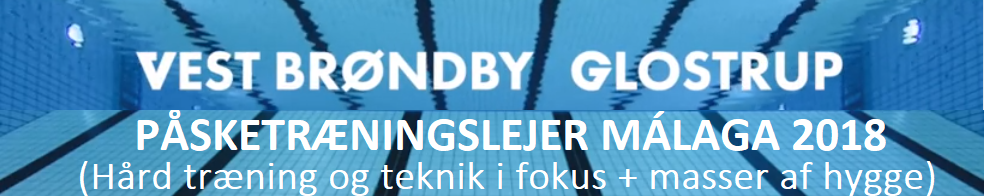 VEST BRØNDBY GLOSTRUP
PÅSKETRÆNINGSLEJER MÁLAGA 2018
(Hård træning og teknik i fokus + masser af hygge)